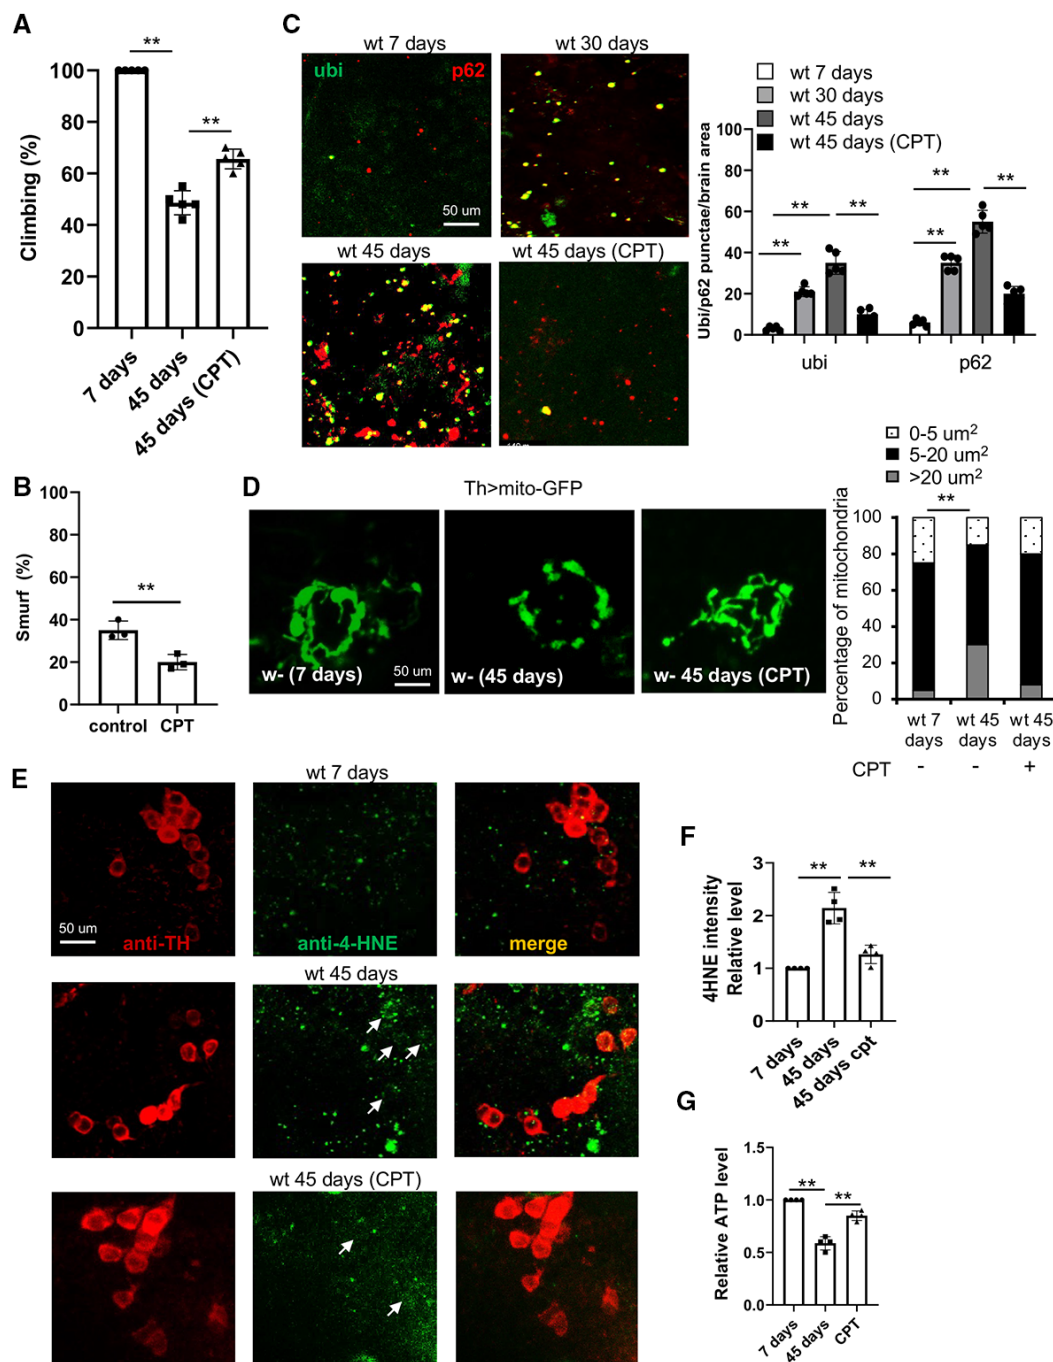 A
Climbing (%)
100
80
60
40
20
0
**
**
7 days
45 days
45 days (CPT)
C
wt 7 days
wt 30 days
ubi
p62
50 um
wt 45 days
wt 45 days (CPT)
wt 7 days
wt 30 days
wt 45 days
wt 45 days (CPT)
Ubi/p62 punctae/brain area
100
80
60
40
20
0
**
**
**
**
**
**
ubi
p62
B
Smurf (%)
100
80
60
40
20
0
**
control
CPT
D
Th>mito-GFP
w- (7 days)
50 um
w- (45 days)
w- 45 days (CPT)
0-5 um²
5-20 um²
>20 um²
Percentage of mitochondria
100
80
60
40
20
0
**
wt 7 wt 45 wt 45
days days days
CPT - - +
E
wt 7 days
50 um
anti-TH
anti-4-HNE
merge
wt 45 days
wt 45 days (CPT)
F
4HNE intensity
Relative level
3
2
1
0
**
**
7 days
45 days
45 days cpt
G
Relative ATP level
1.5
1.0
0.5
0.0
**
**
7 days
45 days
CPT